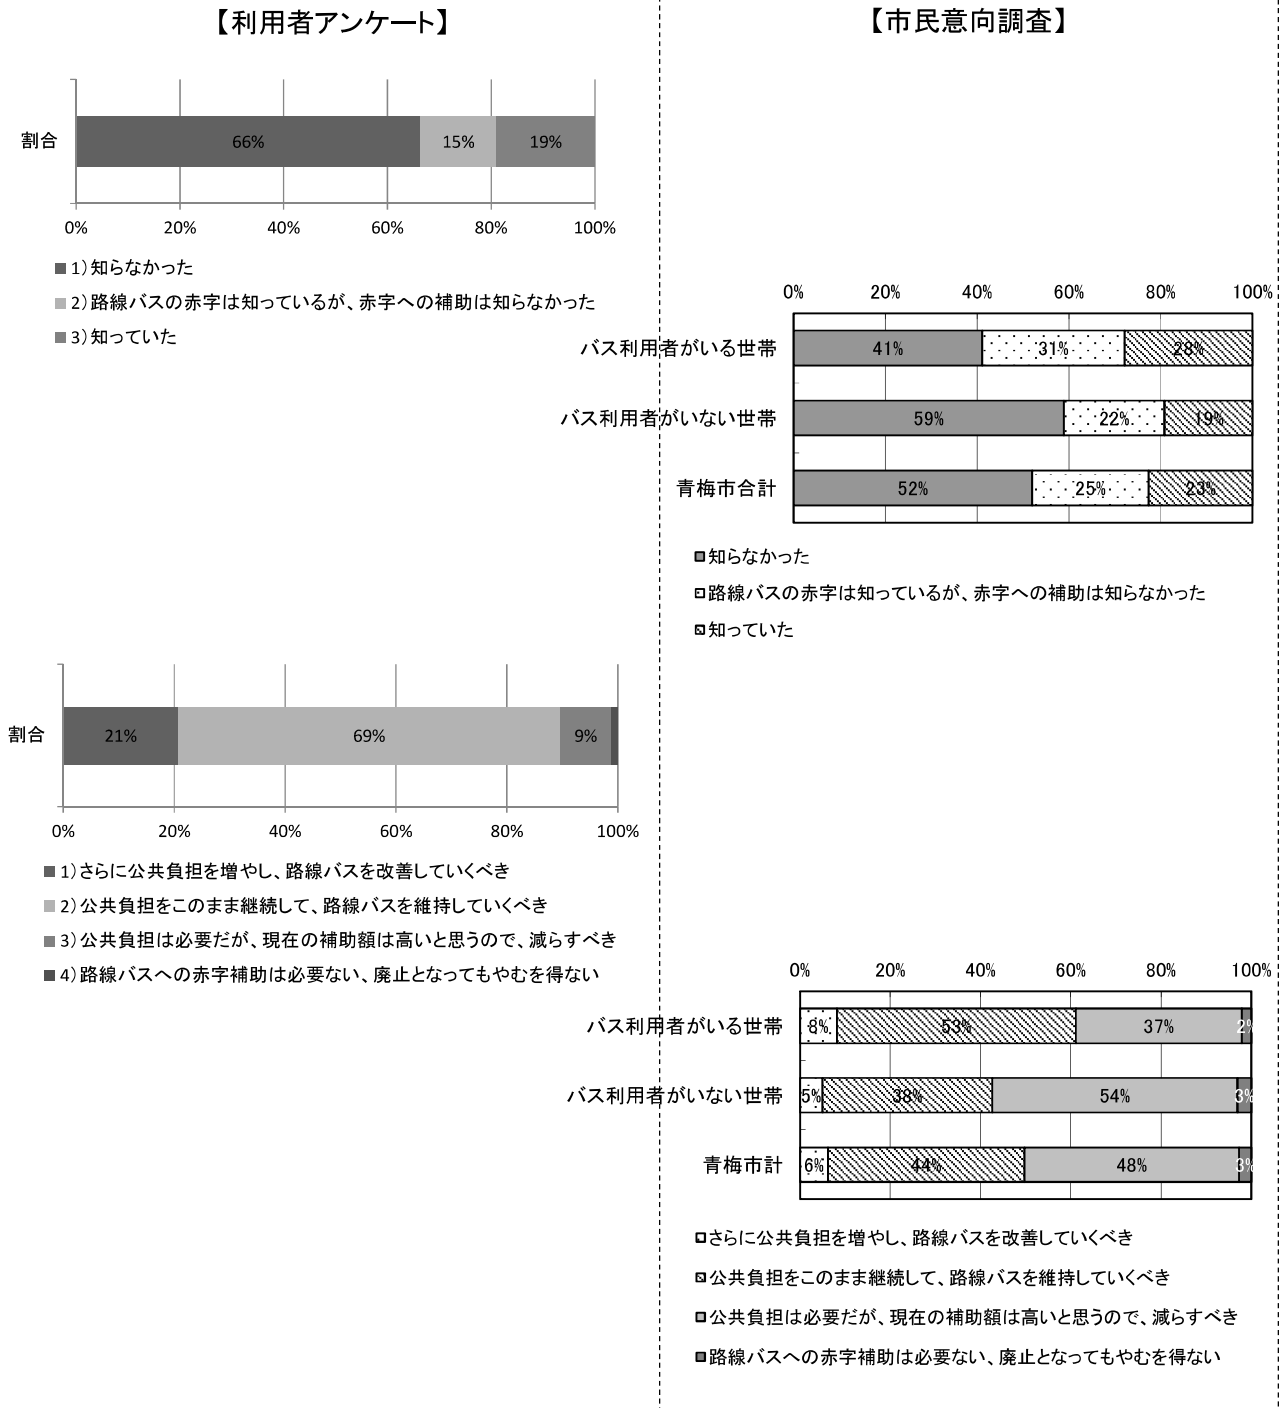 【利用者アンケート】
【市民意向調査】
割合
66%
15%
19%
0%
20%
40%
60%
80%
100%
1)知らなかった
2)路線バスの赤字は知っているが、赤字への補助は知らなかった
3)知っていた
0%
20%
40%
60%
80%
100%
バス利用者がいる世帯
41%
31%
28%
バス利用者がいない世帯
59%
22%
19%
青梅市合計
52%
25%
23%
知らなかった
路線バスの赤字は知っているが、赤字への補助は知らなかった
知っていた
割合
21%
69%
9%
0%
20%
40%
60%
80%
100%
1)さらに公共負担を増やし、路線バスを改善していくべき
2)公共負担をこのまま継続して、路線バスを維持していくべき
3)公共負担は必要だが、現在の補助額は高いと思うので、減らすべき
4)路線バスへの赤字補助は必要ない、廃止となってもやむを得ない
0%
20%
40%
60%
80%
100%
バス利用者がいる世帯
8%
53%
37%
2%
バス利用者がいない世帯
5%
38%
54%
3%
青梅市計
6%
44%
48%
3%
さらに公共負担を増やし、路線バスを改善していくべき
公共負担をこのまま継続して、路線バスを維持していくべき
公共負担は必要だが、現在の補助額は高いと思うので、減らすべき
路線バスへの赤字補助は必要ない、廃止となってもやむを得ない